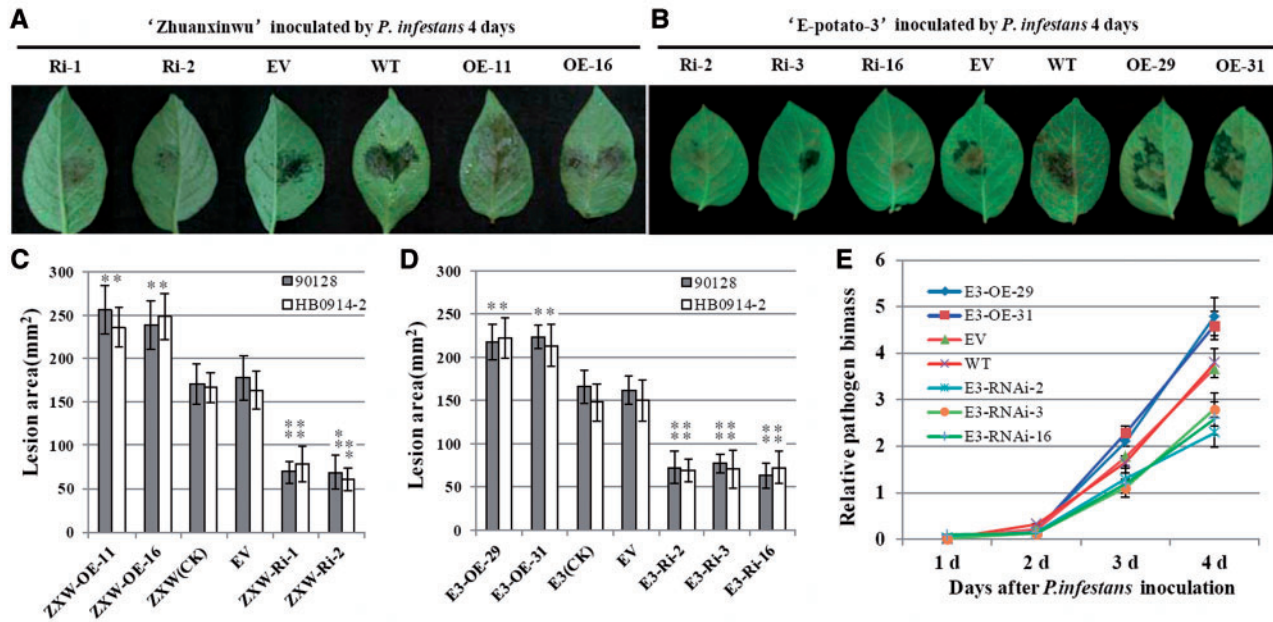 A
'Zhuanxinwu' inoculated by P. infestans 4 days
Ri-1 Ri-2 EV WT OE-11 OE-16
B
'E-potato-3' inoculated by P. infestans 4 days
Ri-2 Ri-3 Ri-16 EV WT OE-29 OE-31
C
Lesion area(mm²)
300
250
200
150
100
50
0
90128
HB0914-2
* *
* *
** **
** **
ZXW-OE-11
ZXW-OE-16
ZXW(CK)
EV
ZXW-Ri-1
ZXW-Ri-2
D
Lesion area(mm²)
300
250
200
150
100
50
0
90128
HB0914-2
* *
* *
** **
** **
** **
E3-OE-29
E3-OE-31
E3(CK)
EV
E3-Ri-2
E3-Ri-3
E3-Ri-16
E
Relative pathogen bimass
6
5
4
3
2
1
0
E3-OE-29
E3-OE-31
EV
WT
E3-RNAi-2
E3-RNAi-3
E3-RNAi-16
1 d 2 d 3 d 4 d
Days after P.infestans inoculation